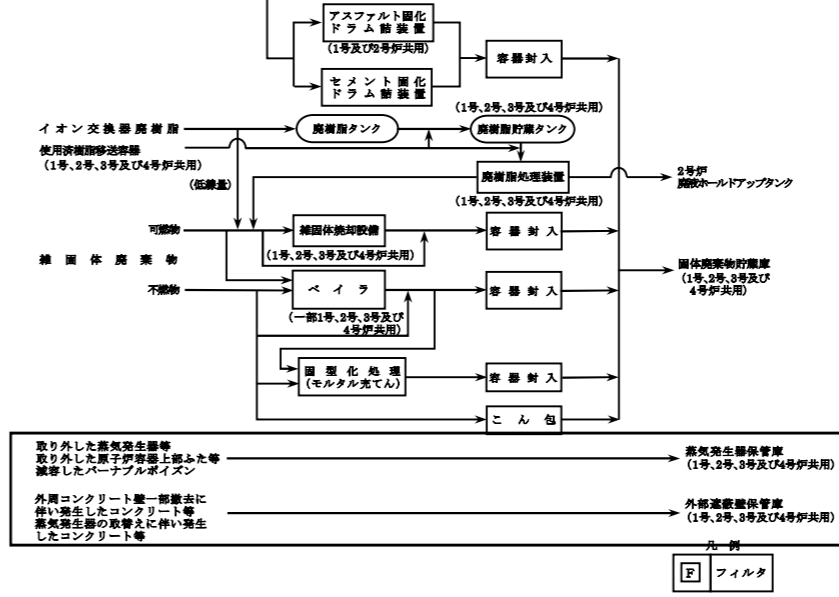 アスファルト固化
ドラム詰装置
(1号及び2号炉共用)
容器封入
セメント固化
ドラム詰装置
(1号、2号、3号及び4号炉共用)
イオン交換器廃樹脂
廃樹脂タンク
廃樹脂貯蔵タンク
使用済樹脂移送容器
(1号、2号、3号及び4号炉共用)
(低線量)
廃樹脂処理装置
(1号、2号、3号及び4号炉共用)
2号炉
廃液ホールドアップタンク
可燃物
雑固体焼却設備
(1号、2号、3号及び4号炉共用)
容器封入
雑固体廃棄物
固体廃棄物貯蔵庫
(1号、2号、3号及び
4号炉共用)
不燃物
ベイラ
(一部1号、2号、3号及び
4号炉共用)
容器封入
固型化処理
(モルタル充てん)
容器封入
こん包
取り外した蒸気発生器等
取り外した原子炉容器上部ふた等
減容したバーナブルポイズン
蒸気発生器保管庫
(1号、2号、3号及び4号炉共用)
外周コンクリート壁一部撤去に
伴い発生したコンクリート等
蒸気発生器の取替えに伴い発生
したコンクリート等
外部遮蔽壁保管庫
(1号、2号、3号及び4号炉共用)
凡例
F フィルタ